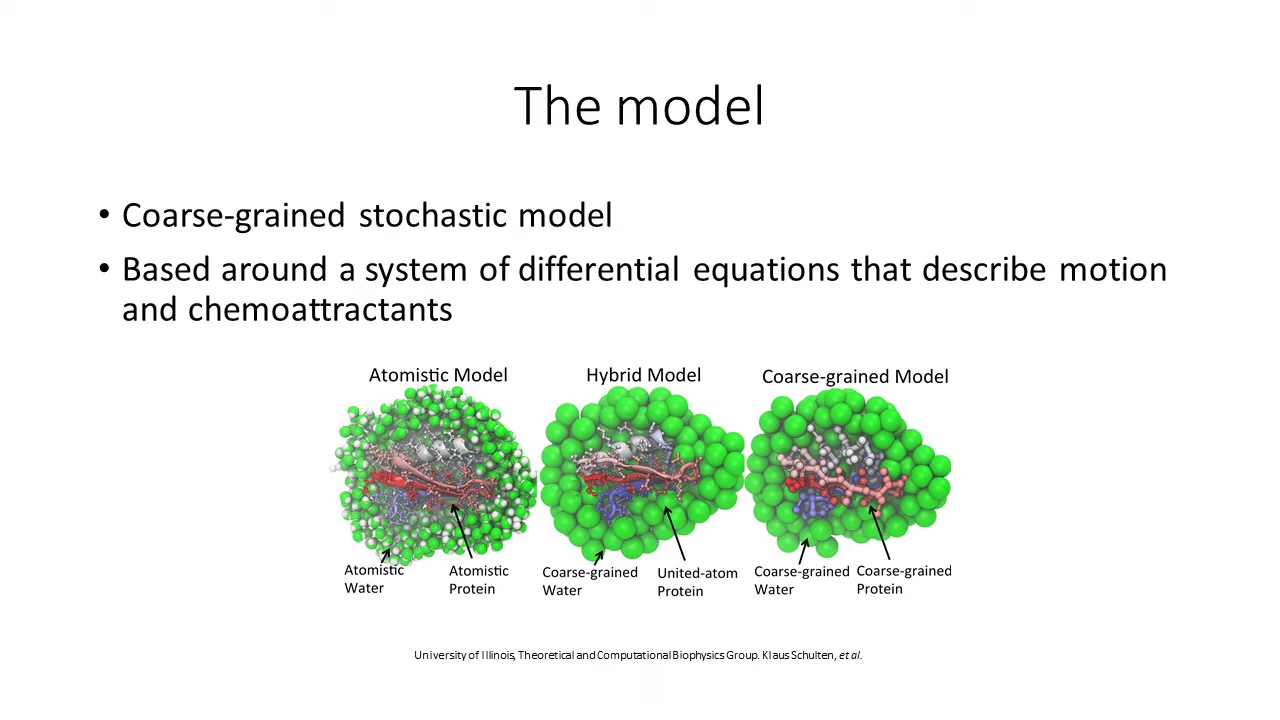 The model
• Coarse-grained stochastic model
• Based around a system of differential equations that describe motion
and chemoattractants
Atomistic Model
Hybrid Model
Coarse-grained Model
Atomistic
Water
Atomistic
Protein
Coarse-grained
Water
United-atom
Protein
Coarse-grained
Water
Coarse-grained
Protein
University of Illinois, Theoretical and Computational Biophysics Group. Klaus Schulten, et al.